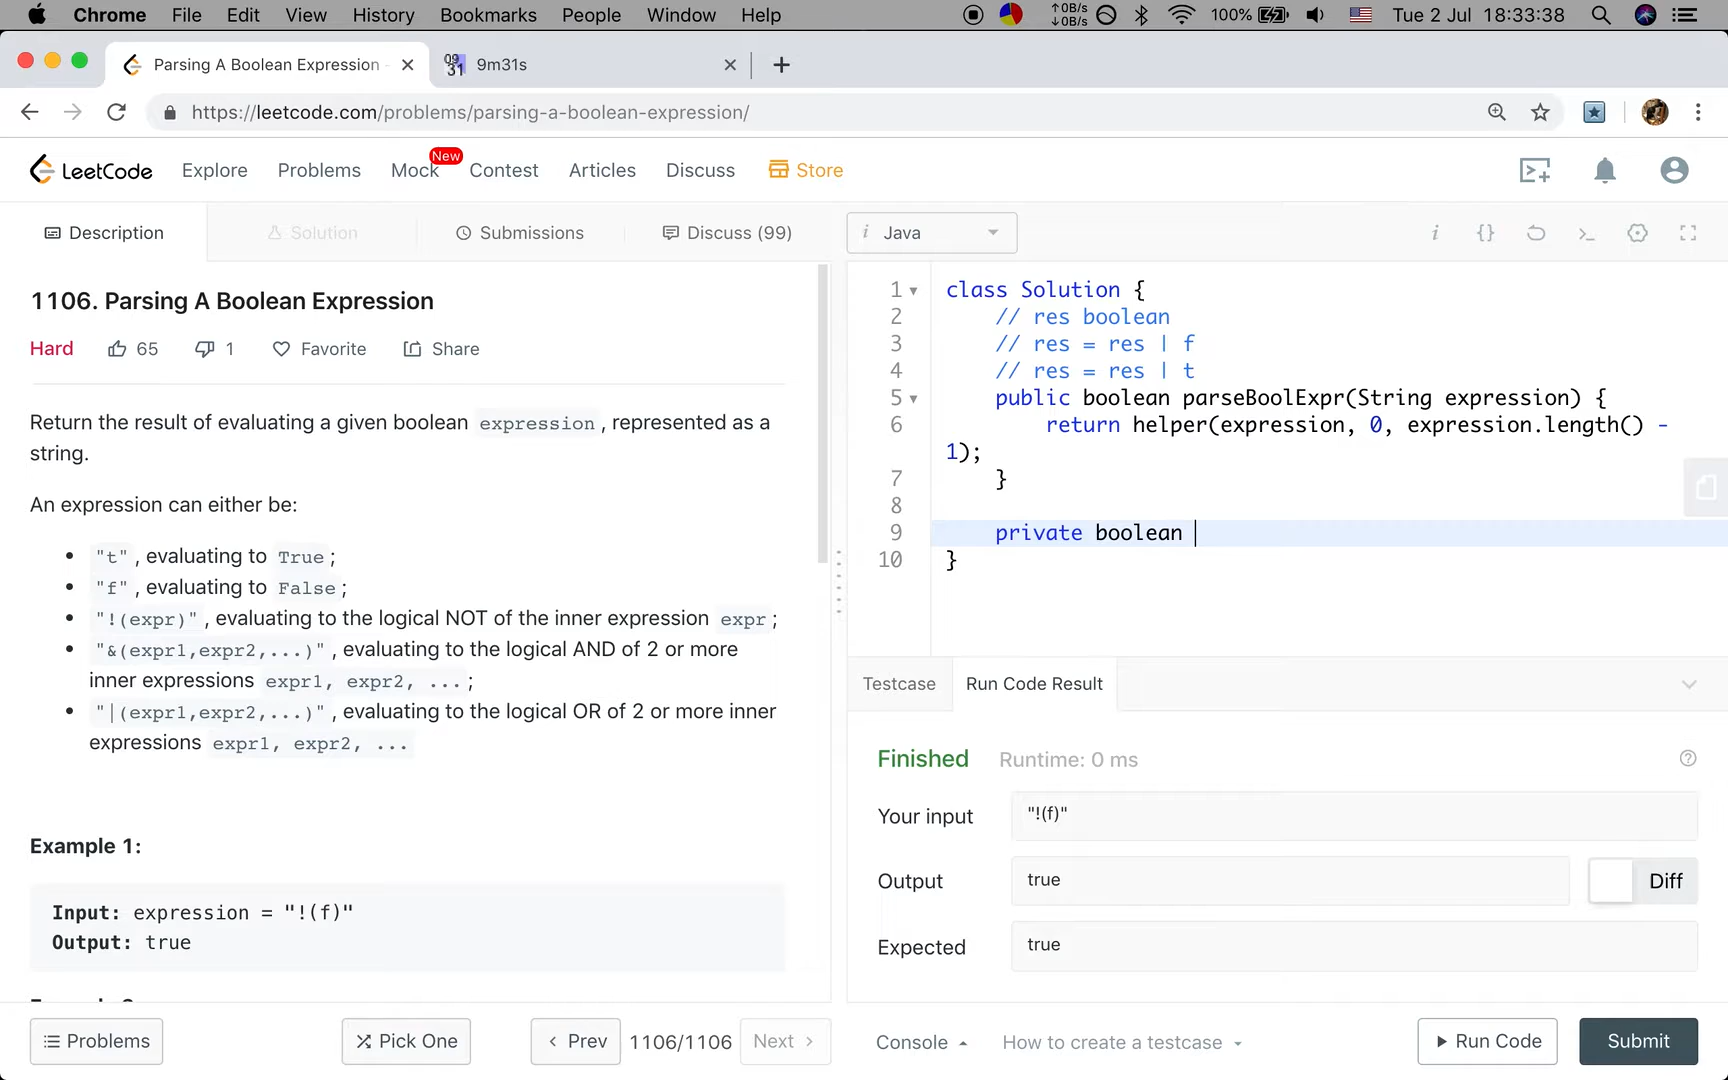 Chrome File Edit View History Bookmarks People Window Help
↑0B/s
↓0B/s
100%
Tue 2 Jul 18:33:38
Parsing A Boolean Expression -
09
31
9m31s
https://leetcode.com/problems/parsing-a-boolean-expression/
LeetCode Explore Problems Mock New Contest Articles Discuss Store
Description Solution Submissions Discuss (99)
i Java
i {} >_
1106. Parsing A Boolean Expression
Hard 65 1 Favorite Share
Return the result of evaluating a given boolean expression, represented as a
string.
An expression can either be:
• "t", evaluating to True;
• "f", evaluating to False;
• "!(expr)", evaluating to the logical NOT of the inner expression expr;
• "&(expr1,expr2,...)", evaluating to the logical AND of 2 or more
inner expressions expr1, expr2, ...;
• "|(expr1,expr2,...)", evaluating to the logical OR of 2 or more inner
expressions expr1, expr2, ...
Example 1:
Input: expression = "!(f)"
Output: true
1 class Solution {
2 // res boolean
3 // res = res | f
4 // res = res | t
5 public boolean parseBoolExpr(String expression) {
6 return helper(expression, 0, expression.length() -
1);
7 }
8
9 private boolean
10 }
Testcase Run Code Result
Finished Runtime: 0 ms
Your input "!(f)"
Output true Diff
Expected true
Problems Pick One Prev 1106/1106 Next
Console How to create a testcase Run Code Submit